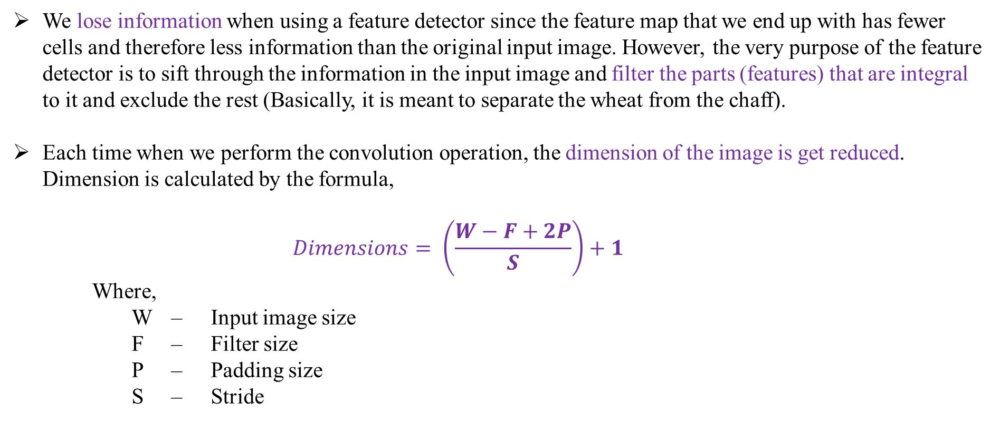 ➢ We lose information when using a feature detector since the feature map that we end up with has fewer
cells and therefore less information than the original input image. However, the very purpose of the feature
detector is to sift through the information in the input image and filter the parts (features) that are integral
to it and exclude the rest (Basically, it is meant to separate the wheat from the chaff).
➢ Each time when we perform the convolution operation, the dimension of the image is get reduced.
Dimension is calculated by the formula,
Dimensions = ((W − F + 2P) / S) + 1
Where,
W – Input image size
F – Filter size
P – Padding size
S – Stride